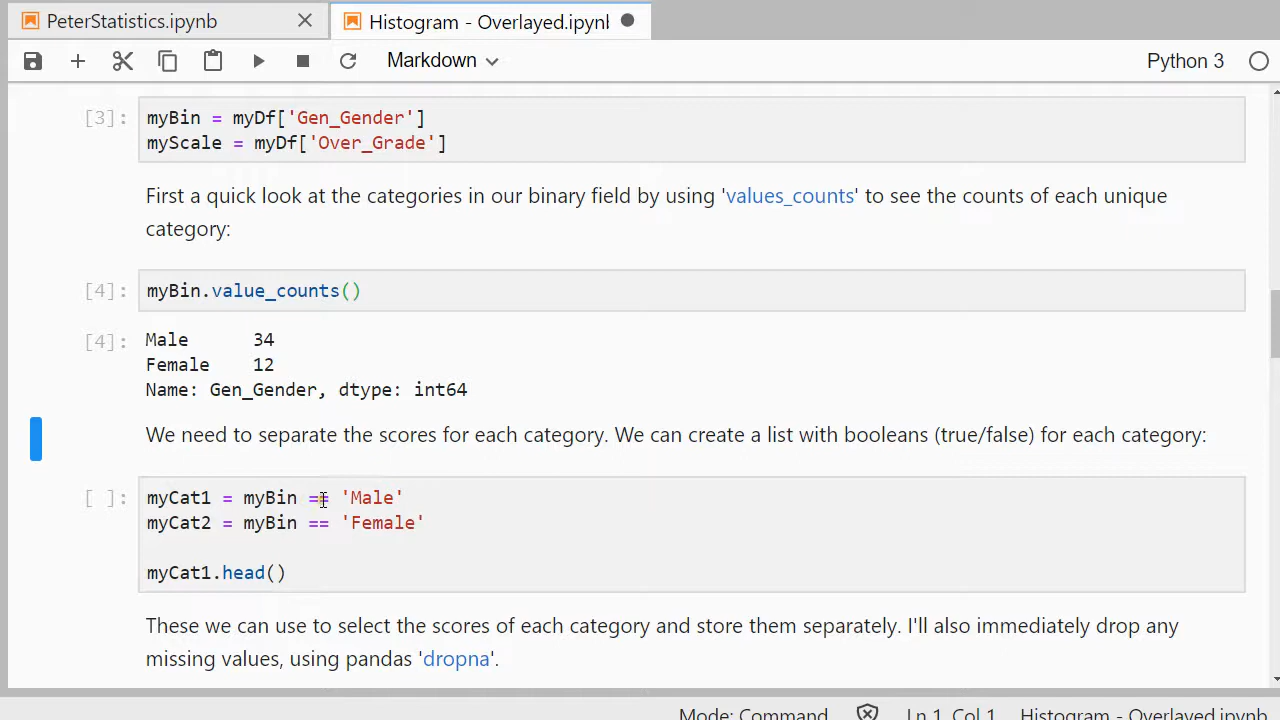 PeterStatistics.ipynb
Histogram - Overlayed.ipynb
Markdown
Python 3
[3]:
myBin = myDf['Gen_Gender']
myScale = myDf['Over_Grade']
First a quick look at the categories in our binary field by using 'values_counts' to see the counts of each unique
category:
[4]:
myBin.value_counts()
[4]:
Male 34
Female 12
Name: Gen_Gender, dtype: int64
We need to separate the scores for each category. We can create a list with booleans (true/false) for each category:
[ ]:
myCat1 = myBin == 'Male'
myCat2 = myBin == 'Female'
myCat1.head()
These we can use to select the scores of each category and store them separately. I'll also immediately drop any
missing values, using pandas 'dropna'.
Mode: Command
Ln 1, Col 1
Histogram - Overlayed.ipynb